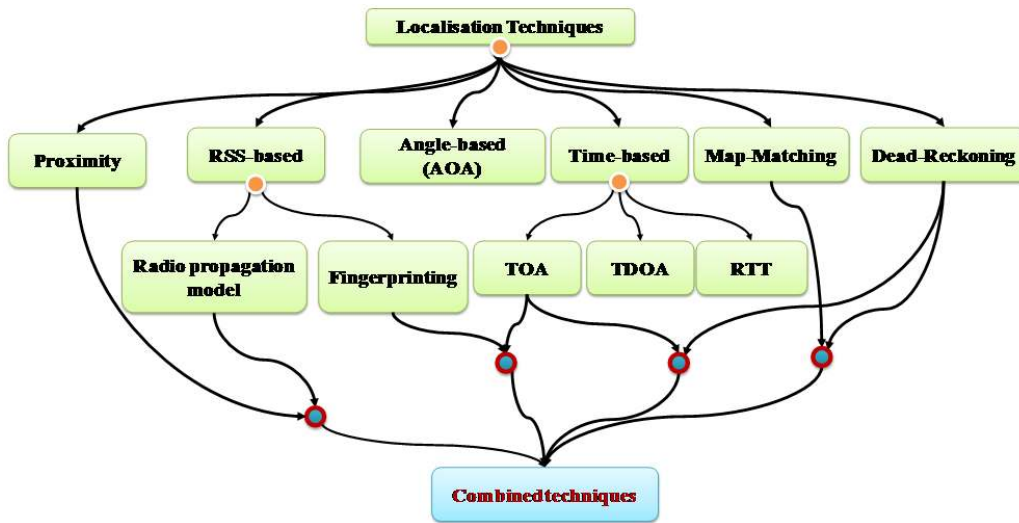 Localisation Techniques
Proximity
RSS-based
Angle-based
(AOA)
Time-based
Map-Matching
Dead-Reckoning
Radio propagation
model
Fingerprinting
TOA
TDOA
RTT
Combined techniques